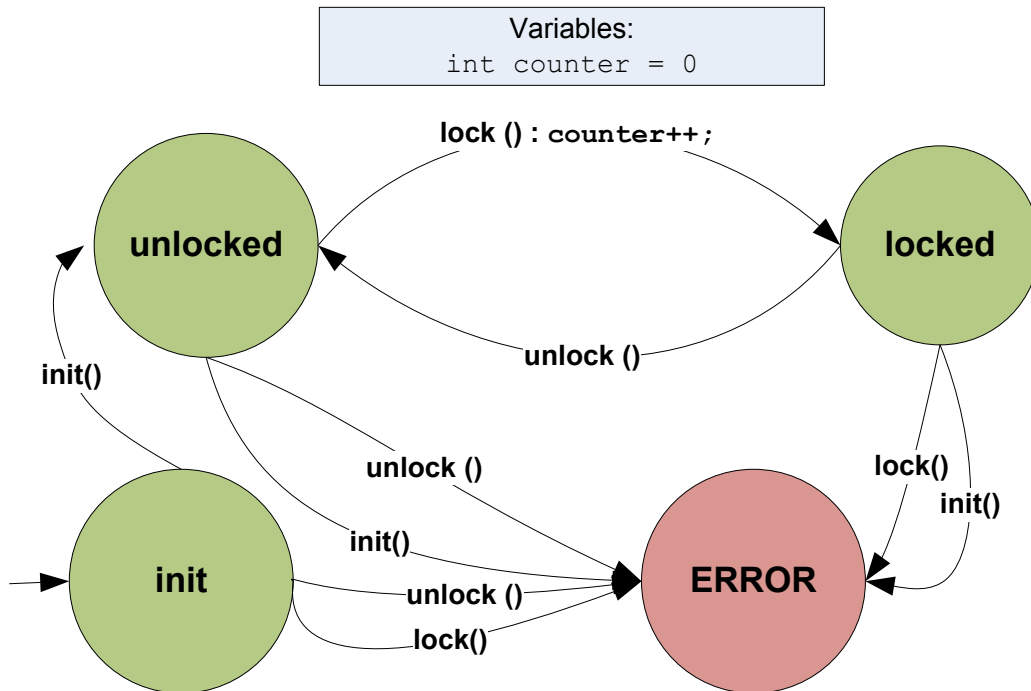 Variables:
int counter = 0
lock () : counter++;
unlocked
locked
unlock ()
init()
unlock ()
lock()
init()
init()
init
unlock ()
lock()
ERROR